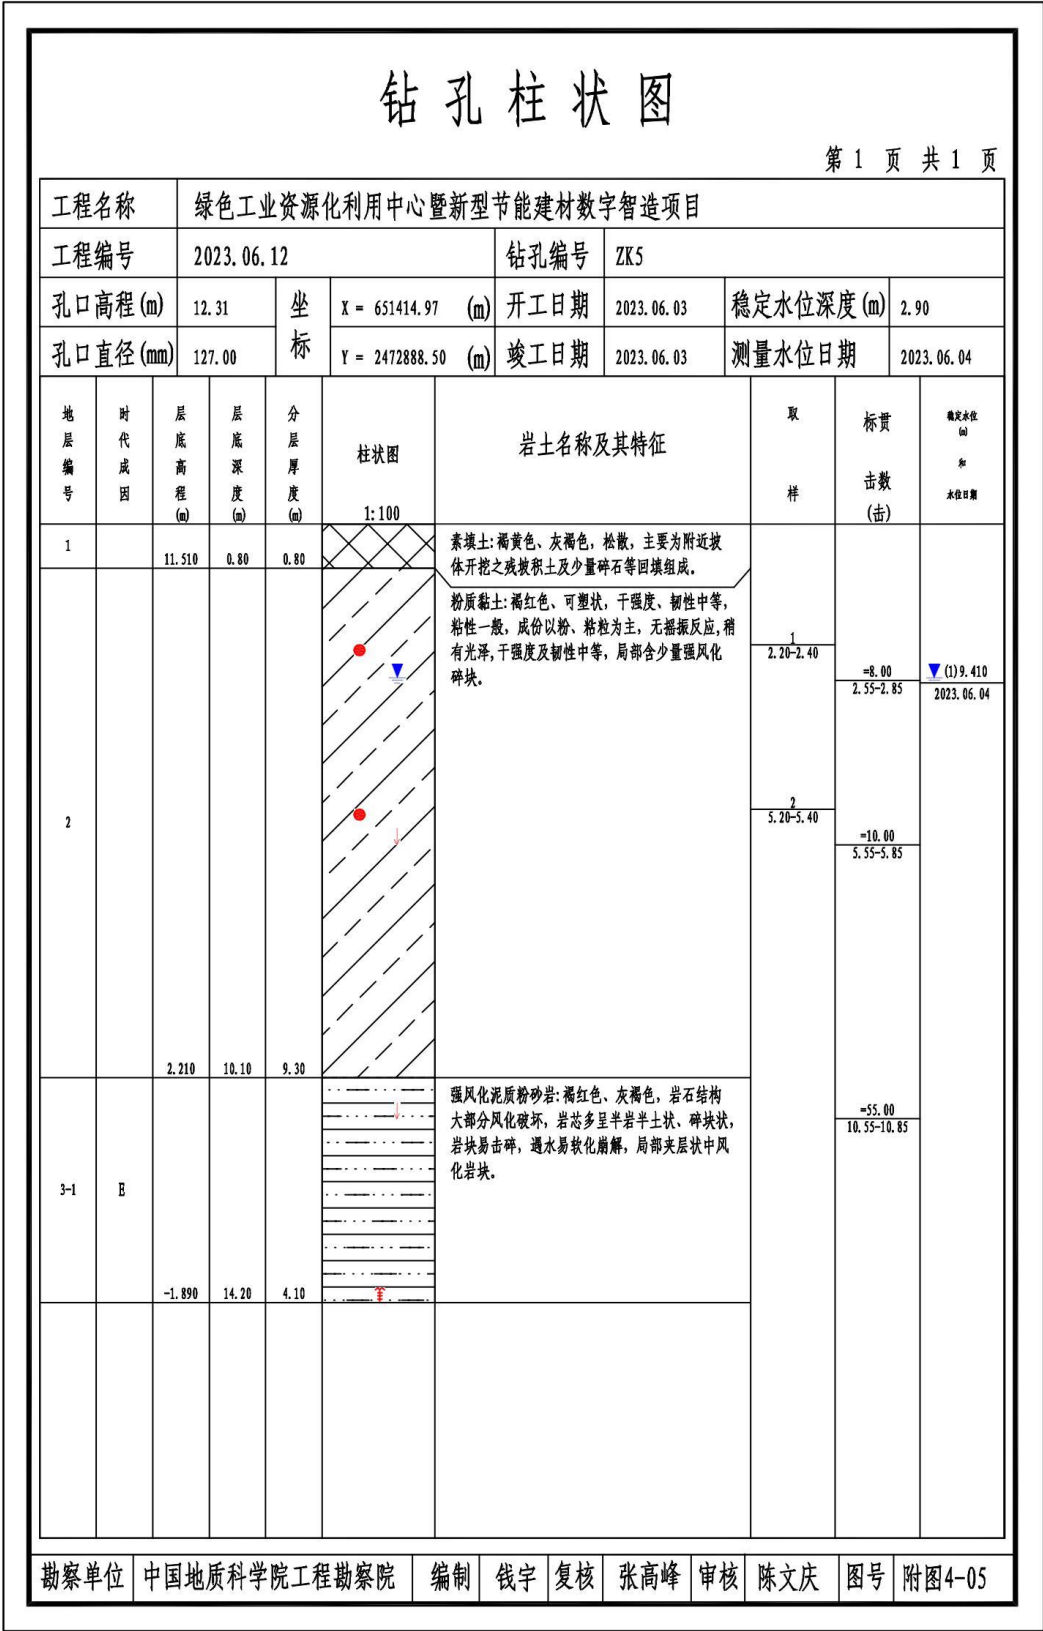 钻孔柱状图
第 1 页 共 1 页
工程名称 绿色工业资源化利用中心暨新型节能建材数字智造项目
工程编号 2023.06.12 钻孔编号 ZK5
孔口高程(m) 12.31 坐标 X = 651414.97 (m) 开工日期 2023.06.03 稳定水位深度(m) 2.90
孔口直径(mm) 127.00 Y = 2472888.50 (m) 竣工日期 2023.06.03 测量水位日期 2023.06.04
地层编号 时代成因 层底高程(m) 层底深度(m) 分层厚度(m) 柱状图 1:100 岩土名称及其特征 取样 标贯击数(击) 稳定水位(m)和水位日期
1 11.510 0.80 0.80
素填土:褐黄色、灰褐色，松散，主要为附近坡
体开挖之残坡积土及少量碎石等回填组成。
粉质黏土:褐红色、可塑状，干强度、韧性中等，
粘性一般，成份以粉、粘粒为主，无摇振反应,稍
有光泽,干强度及韧性中等，局部含少量强风化
碎块。
1
2.20-2.40
=8.00
2.55-2.85
(1)9.410
2023.06.04
2
2
5.20-5.40
=10.00
5.55-5.85
2.210 10.10 9.30
强风化泥质粉砂岩:褐红色、灰褐色，岩石结构
大部分风化破坏，岩芯多呈半岩半土状、碎块状，
岩块易击碎，遇水易软化崩解，局部夹层状中风
化岩块。
=55.00
10.55-10.85
3-1 E
-1.890 14.20 4.10
勘察单位 中国地质科学院工程勘察院 编制 钱宇 复核 张高峰 审核 陈文庆 图号 附图4-05